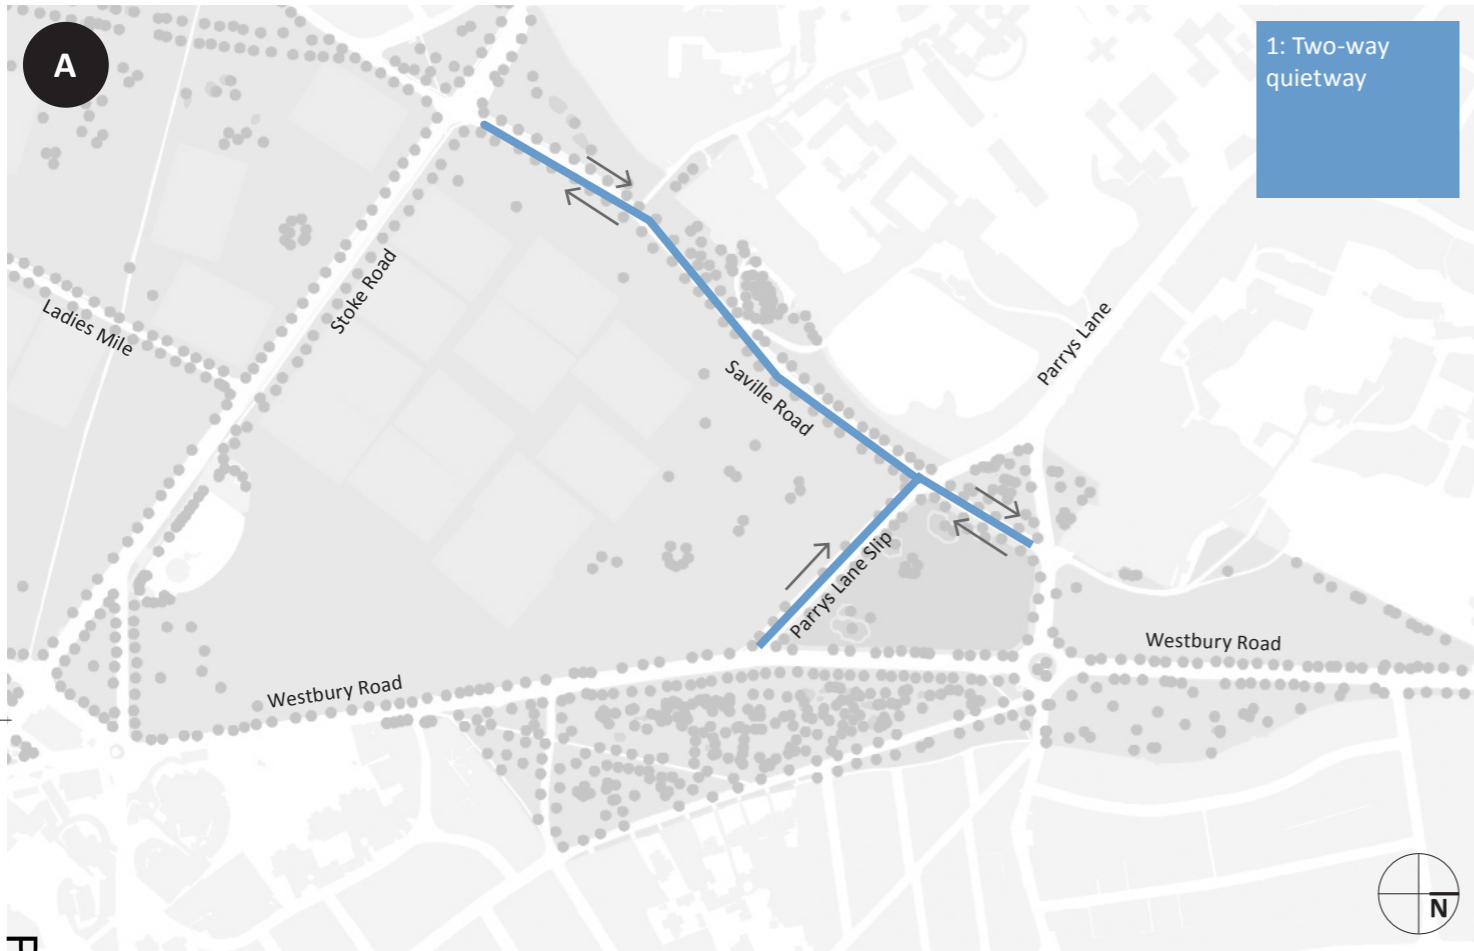 A
1: Two-way
quietway
Ladies Mile
Stoke Road
Parrys Lane
Saville Road
Parrys Lane Slip
Westbury Road
Westbury Road
N